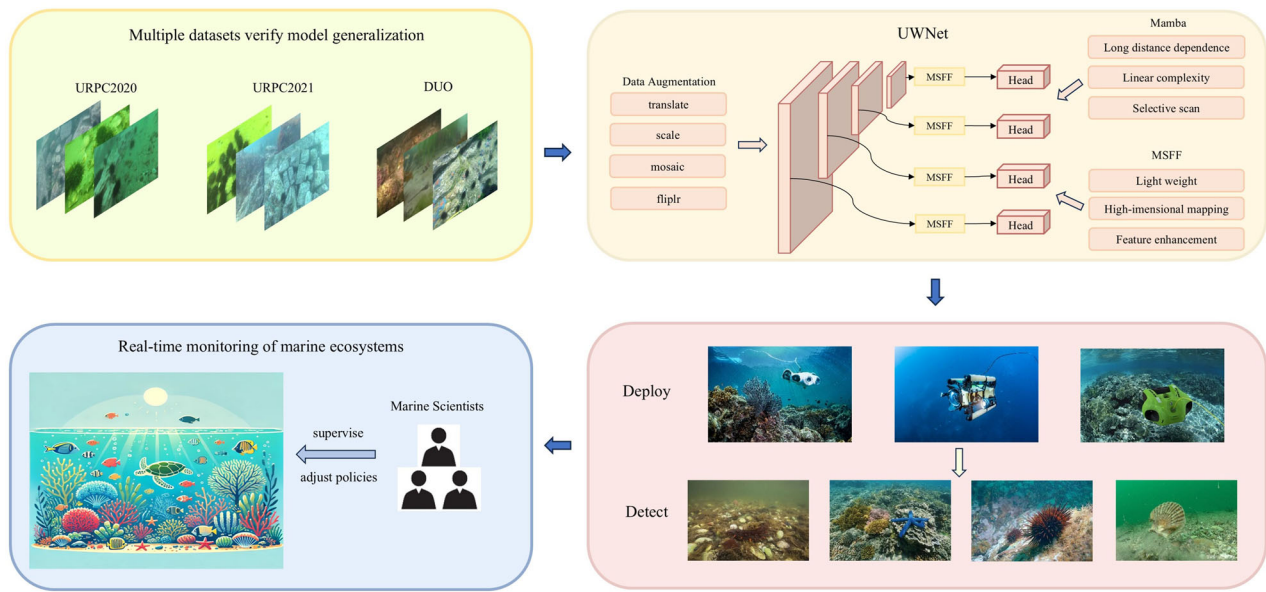 Multiple datasets verify model generalization
URPC2020
URPC2021
DUO
UWNet
Data Augmentation
translate
scale
mosaic
fliplr
MSFF
Head
MSFF
Head
MSFF
Head
MSFF
Head
Mamba
Long distance dependence
Linear complexity
Selective scan
MSFF
Light weight
High-imensional mapping
Feature enhancement
Deploy
Detect
Real-time monitoring of marine ecosystems
Marine Scientists
supervise
adjust policies